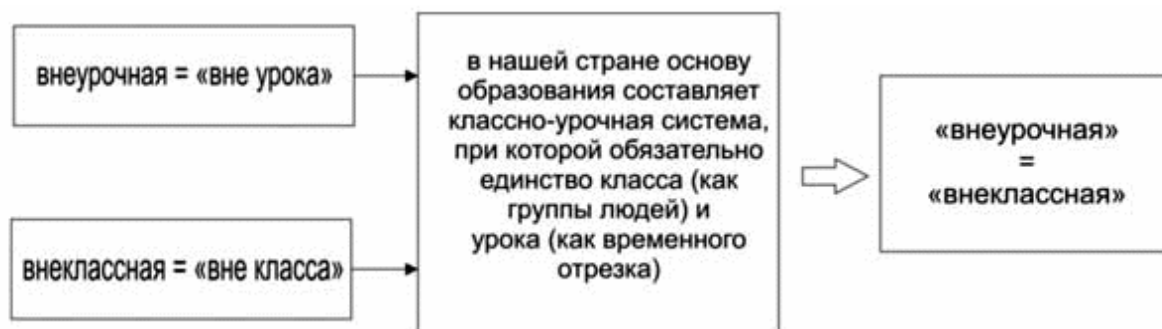 внеурочная = «вне урока»
внеклассная = «вне класса»
в нашей стране основу
образования составляет
классно-урочная система,
при которой обязательно
единство класса (как
группы людей) и
урока (как временного
отрезка)
«внеурочная»
=
«внеклассная»